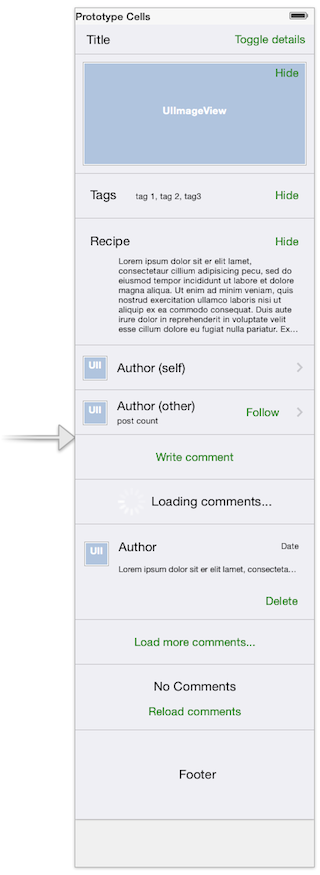 Prototype Cells
Title Toggle details
Hide
UIImageView
Tags tag 1, tag 2, tag3 Hide
Recipe Hide
Lorem ipsum dolor sit er elit lamet,
consectetaur cillium adipisicing pecu, sed do
eiusmod tempor incididunt ut labore et dolore
magna aliqua. Ut enim ad minim veniam, quis
nostrud exercitation ullamco laboris nisi ut
aliquip ex ea commodo consequat. Duis aute
irure dolor in reprehenderit in voluptate velit
esse cillum dolore eu fugiat nulla pariatur. Ex...
UII Author (self)
UII Author (other) Follow
post count
Write comment
Loading comments...
UII Author Date
Lorem ipsum dolor sit er elit lamet, consecteta...
Delete
Load more comments...
No Comments
Reload comments
Footer